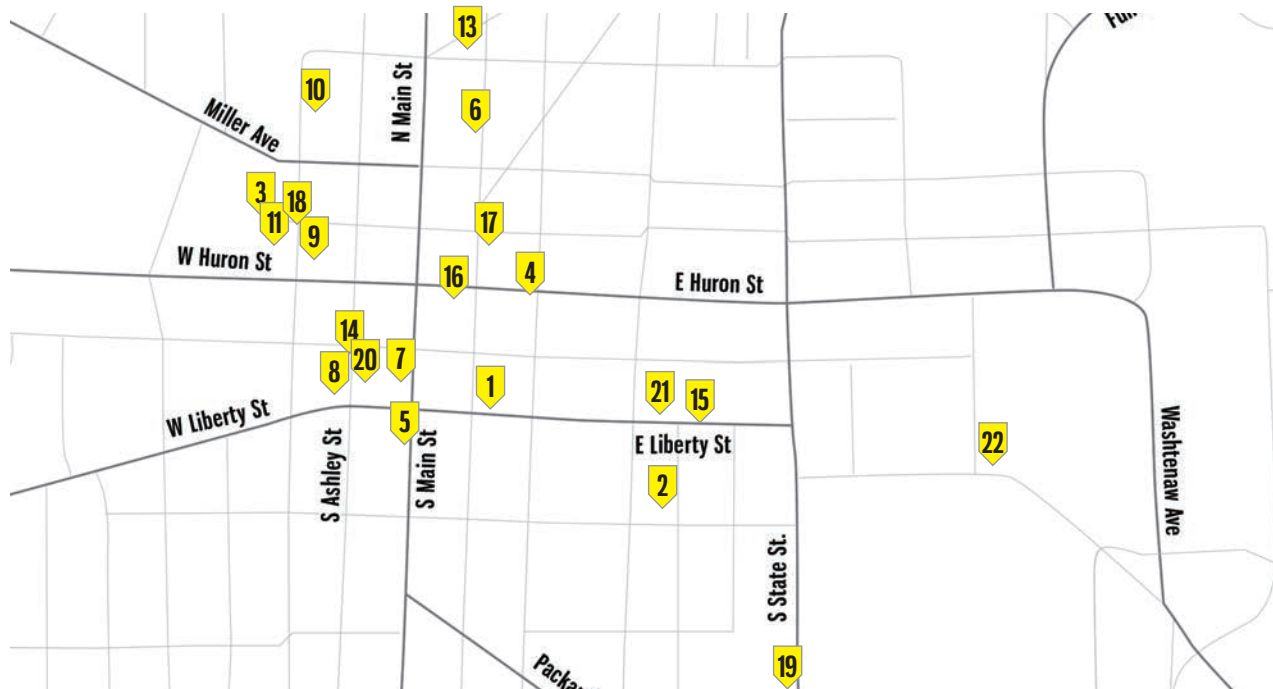 13
10
N Main St
6
Miller Ave
3
18
11
9
17
W Huron St
16
4
E Huron St
14
20
7
8
1
21
15
5
W Liberty St
E Liberty St
22
S Ashley St
S Main St
2
Washtenaw Ave
S State St.
19